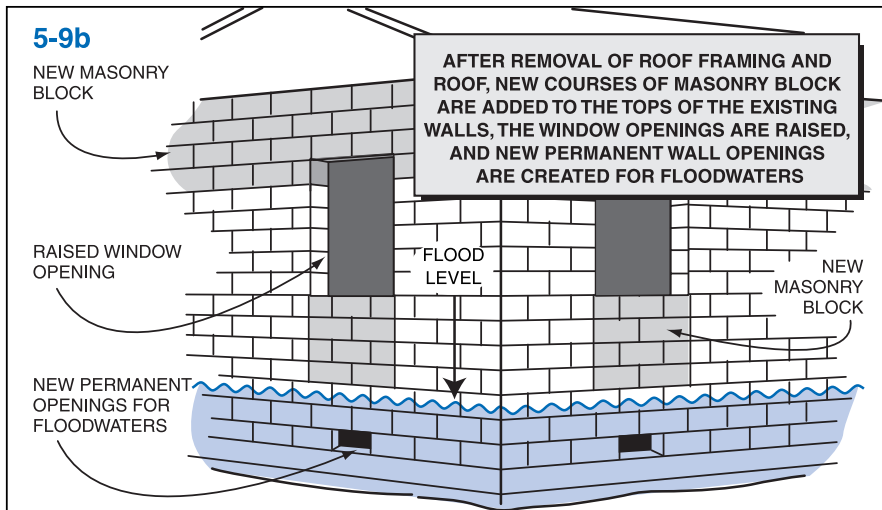 5-9b
NEW MASONRY
BLOCK
AFTER REMOVAL OF ROOF FRAMING AND
ROOF, NEW COURSES OF MASONRY BLOCK
ARE ADDED TO THE TOPS OF THE EXISTING
WALLS, THE WINDOW OPENINGS ARE RAISED,
AND NEW PERMANENT WALL OPENINGS
ARE CREATED FOR FLOODWATERS
RAISED WINDOW
OPENING
FLOOD
LEVEL
NEW
MASONRY
BLOCK
NEW PERMANENT
OPENINGS FOR
FLOODWATERS